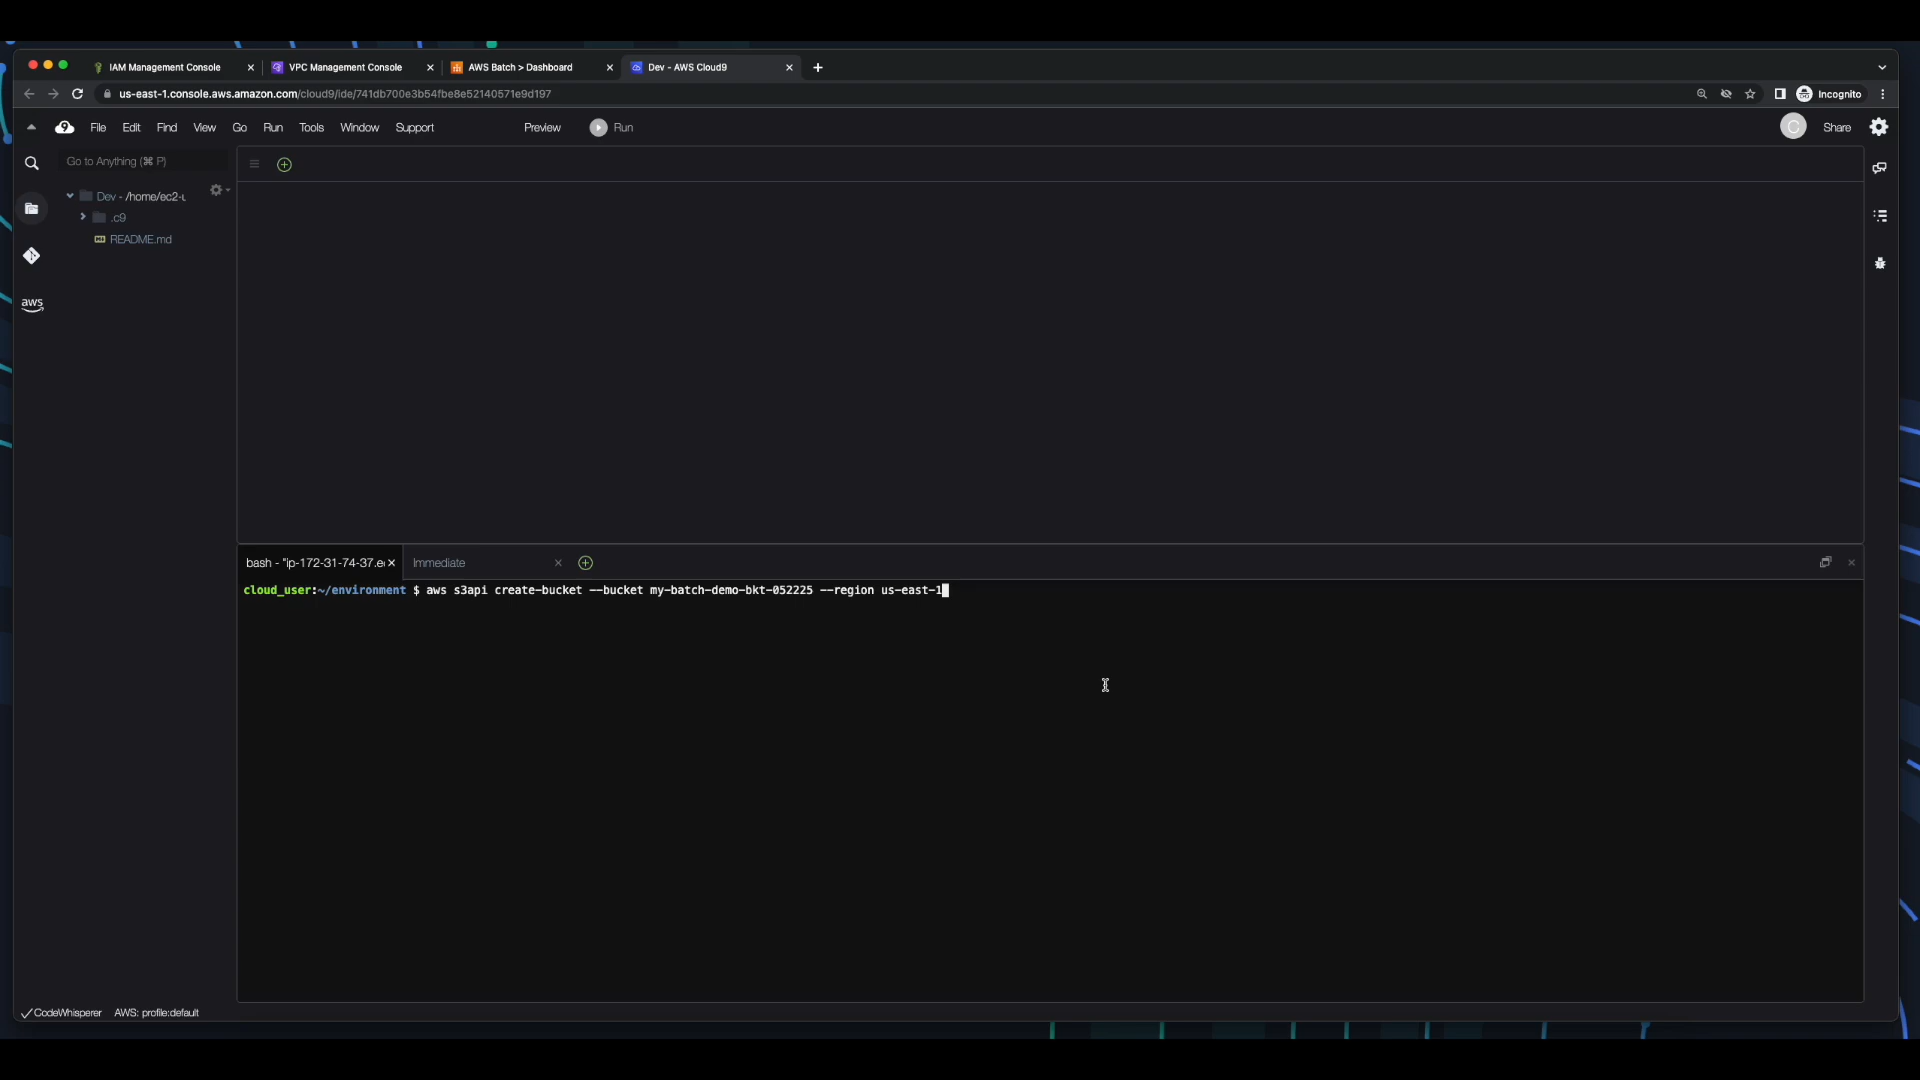 IAM Management Console
VPC Management Console
AWS Batch > Dashboard
Dev - AWS Cloud9
us-east-1.console.aws.amazon.com/cloud9/ide/741db700e3b54fbe8e52140571e9d197
Incognito
9 File Edit Find View Go Run Tools Window Support Preview Run
C Share
Go to Anything (⌘ P)
Dev - /home/ec2-u
.c9
README.md
aws
bash - "ip-172-31-74-37.e
Immediate
cloud_user:~/environment $ aws s3api create-bucket --bucket my-batch-demo-bkt-052225 --region us-east-1
CodeWhisperer AWS: profile:default